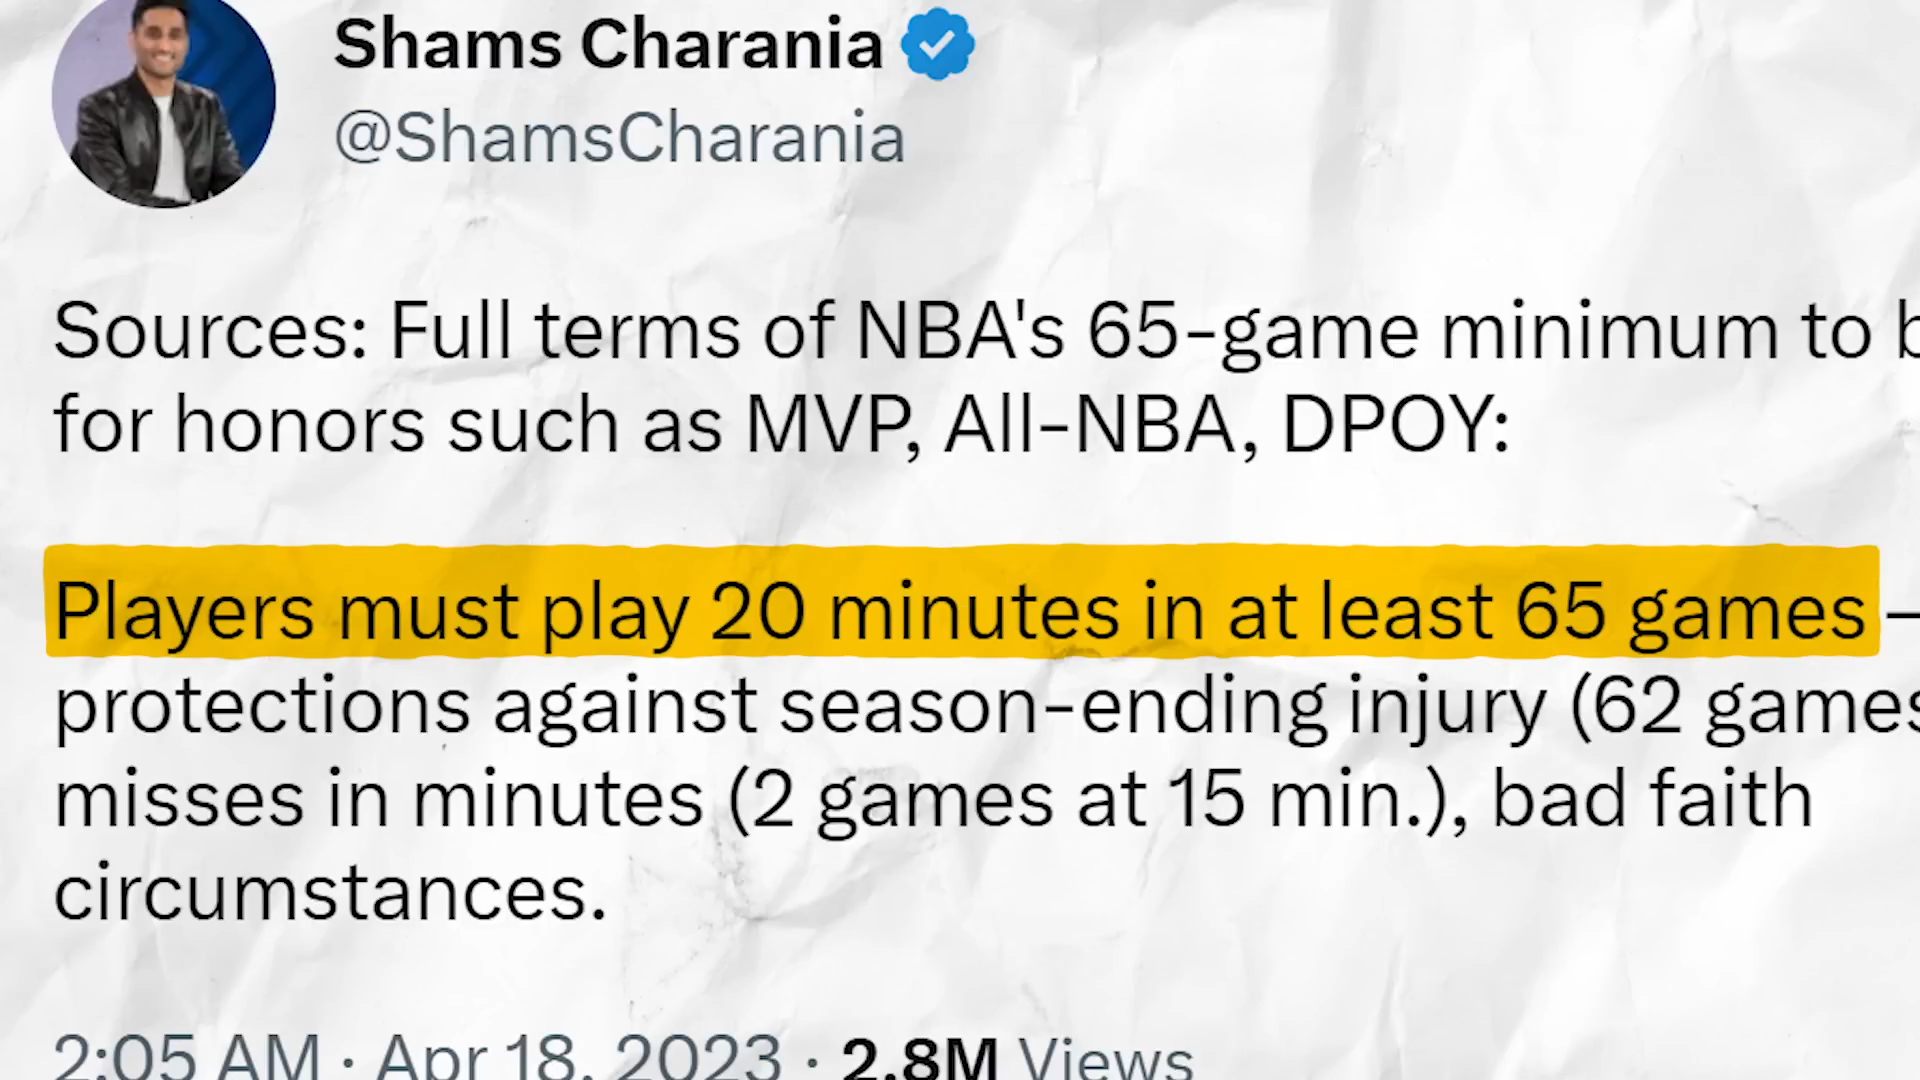 Shams Charania
@ShamsCharania
Sources: Full terms of NBA's 65-game minimum to
for honors such as MVP, All-NBA, DPOY:
Players must play 20 minutes in at least 65 games —
protections against season-ending injury (62 games
misses in minutes (2 games at 15 min.), bad faith
circumstances.
2:05 AM · Apr 18, 2023 · 2.8M Views